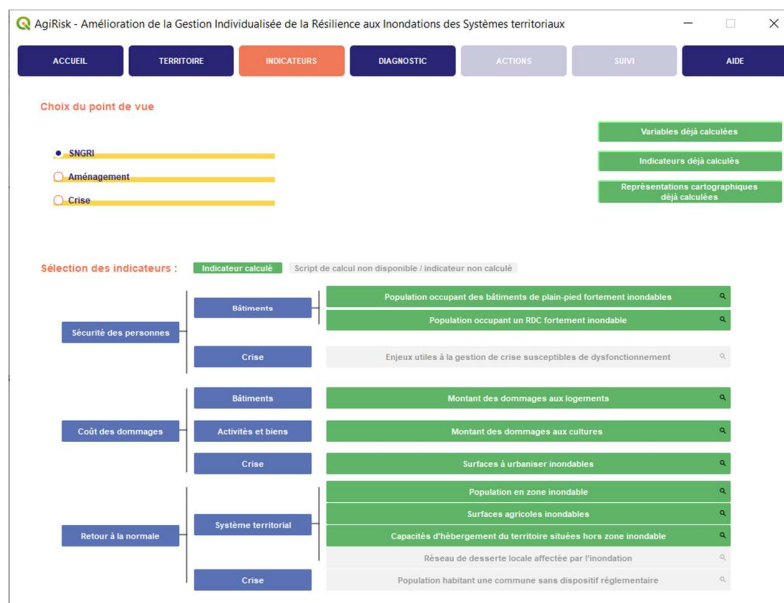 AgiRisk - Amélioration de la Gestion Individualisée de la Résilience aux Inondations des Systèmes territoriaux
ACCUEIL
TERRITOIRE
INDICATEURS
DIAGNOSTIC
ACTIONS
SUIVI
AIDE
Choix du point de vue
SNGRI
Aménagement
Crise
Variables déjà calculées
Indicateurs déjà calculés
Représentations cartographiques
déjà calculées
Sélection des indicateurs :
Indicateur calculé
Script de calcul non disponible / indicateur non calculé
Sécurité des personnes
Bâtiments
Population occupant des bâtiments de plain-pied fortement inondables
Population occupant un RDC fortement inondable
Crise
Enjeux utiles à la gestion de crise susceptibles de dysfonctionnement
Coût des dommages
Bâtiments
Montant des dommages aux logements
Activités et biens
Montant des dommages aux cultures
Crise
Surfaces à urbaniser inondables
Retour à la normale
Système territorial
Population en zone inondable
Surfaces agricoles inondables
Capacités d'hébergement du territoire situées hors zone inondable
Réseau de desserte locale affectée par l'inondation
Crise
Population habitant une commune sans dispositif réglementaire